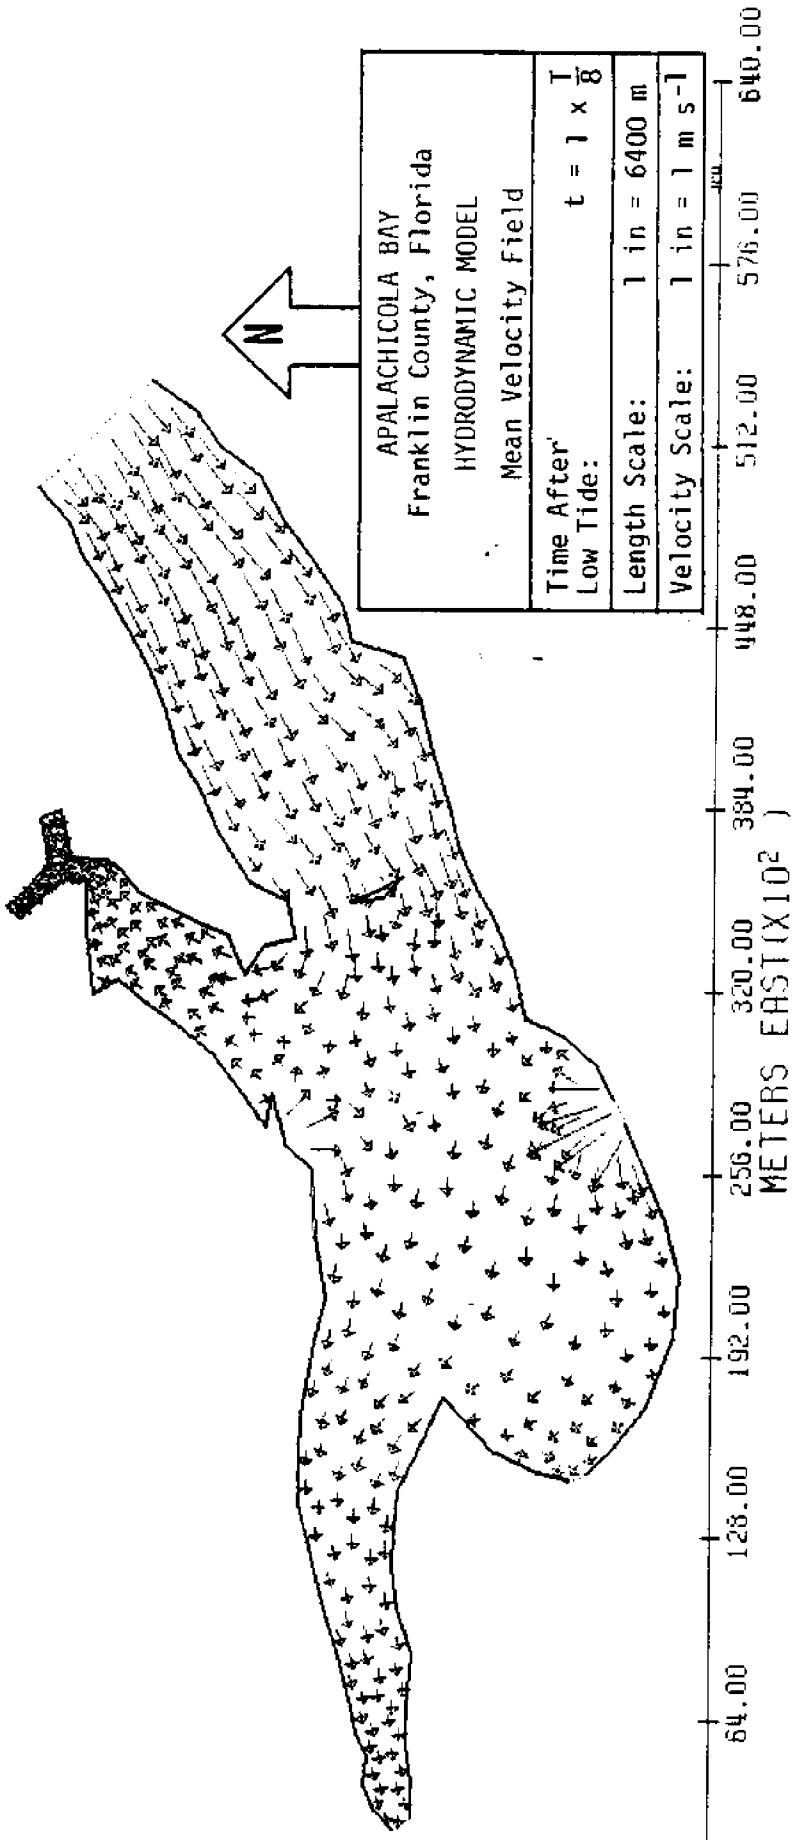 N
APALACHICOLA BAY
Franklin County, Florida
HYDRODYNAMIC MODEL
Mean Velocity Field
Time After
Low Tide: t = 1 x T/8
Length Scale: 1 in = 6400 m
Velocity Scale: 1 in = 1 m s-1
64.00 128.00 192.00 256.00 320.00 384.00 448.00 512.00 576.00 640.00
METERS EAST(X10² )